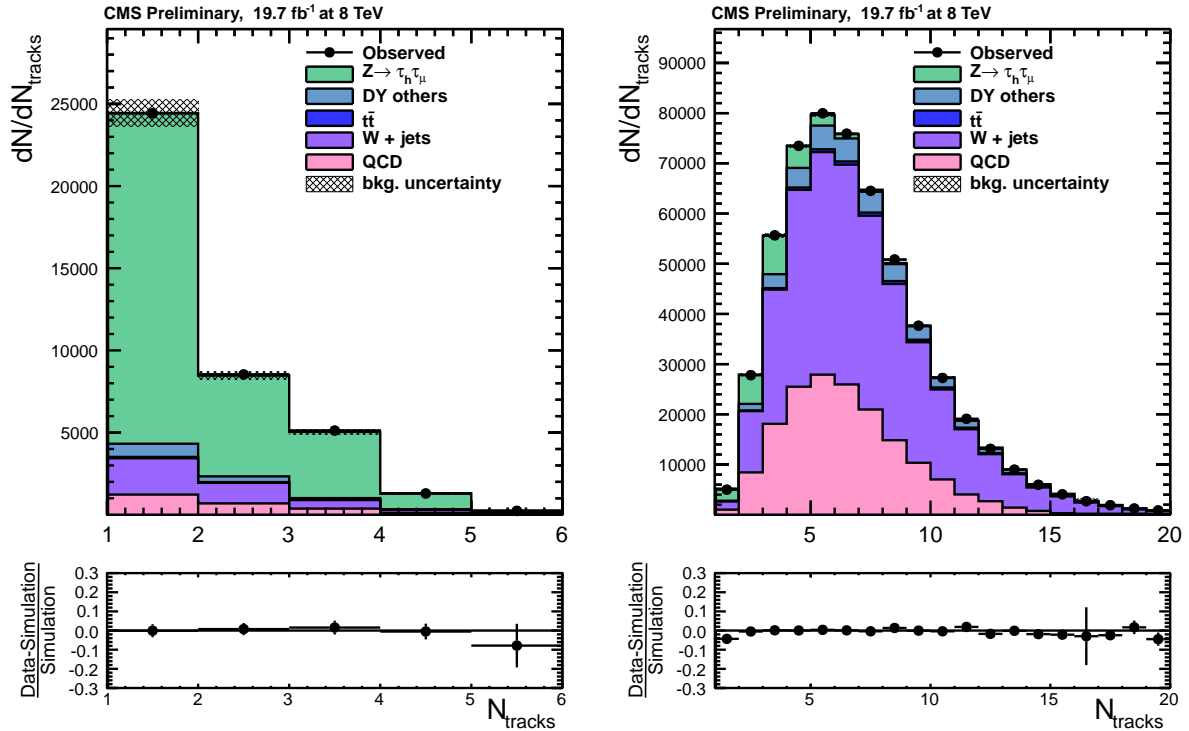 CMS Preliminary, 19.7 fb⁻¹ at 8 TeV
dN/dN_tracks
25000
20000
15000
10000
5000
Observed
Z→ τ_h τ_μ
DY others
tt̄
W + jets
QCD
bkg. uncertainty
1 2 3 4 5 6
Data-Simulation
Simulation
0.3
0.2
0.1
0.0
-0.1
-0.2
-0.3
1 2 3 4 5 6
N_tracks
CMS Preliminary, 19.7 fb⁻¹ at 8 TeV
dN/dN_tracks
90000
80000
70000
60000
50000
40000
30000
20000
10000
Observed
Z→ τ_h τ_μ
DY others
tt̄
W + jets
QCD
bkg. uncertainty
5 10 15 20
Data-Simulation
Simulation
0.3
0.2
0.1
0.0
-0.1
-0.2
-0.3
5 10 15 20
N_tracks